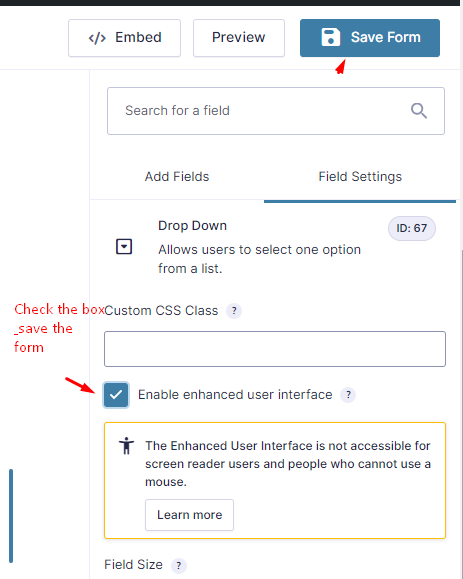 </> Embed
Preview
Save Form
Search for a field
Add Fields
Field Settings
Drop Down
ID: 67
Allows users to select one option
from a list.
Check the box
_save the
form
Custom CSS Class ?
Enable enhanced user interface ?
The Enhanced User Interface is not accessible for
screen reader users and people who cannot use a
mouse.
Learn more
Field Size ?